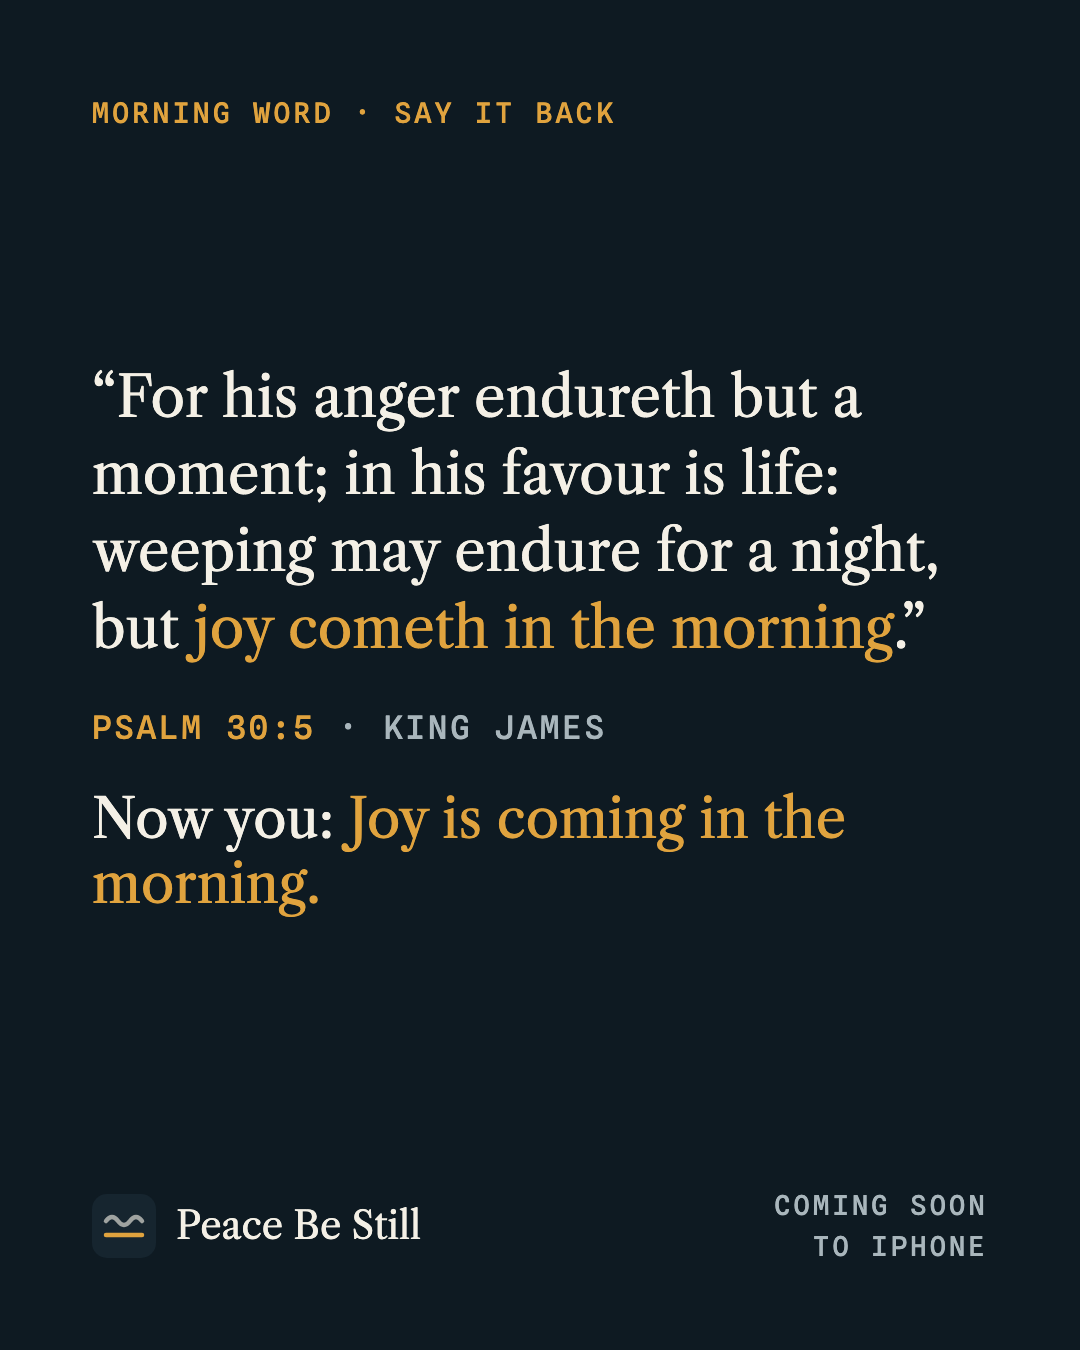 MORNING WORD · SAY IT BACK
“For his anger endureth but a
moment; in his favour is life:
weeping may endure for a night,
but joy cometh in the morning.”
PSALM 30:5 · KING JAMES
Now you: Joy is coming in the
morning.
Peace Be Still
COMING SOON
TO IPHONE